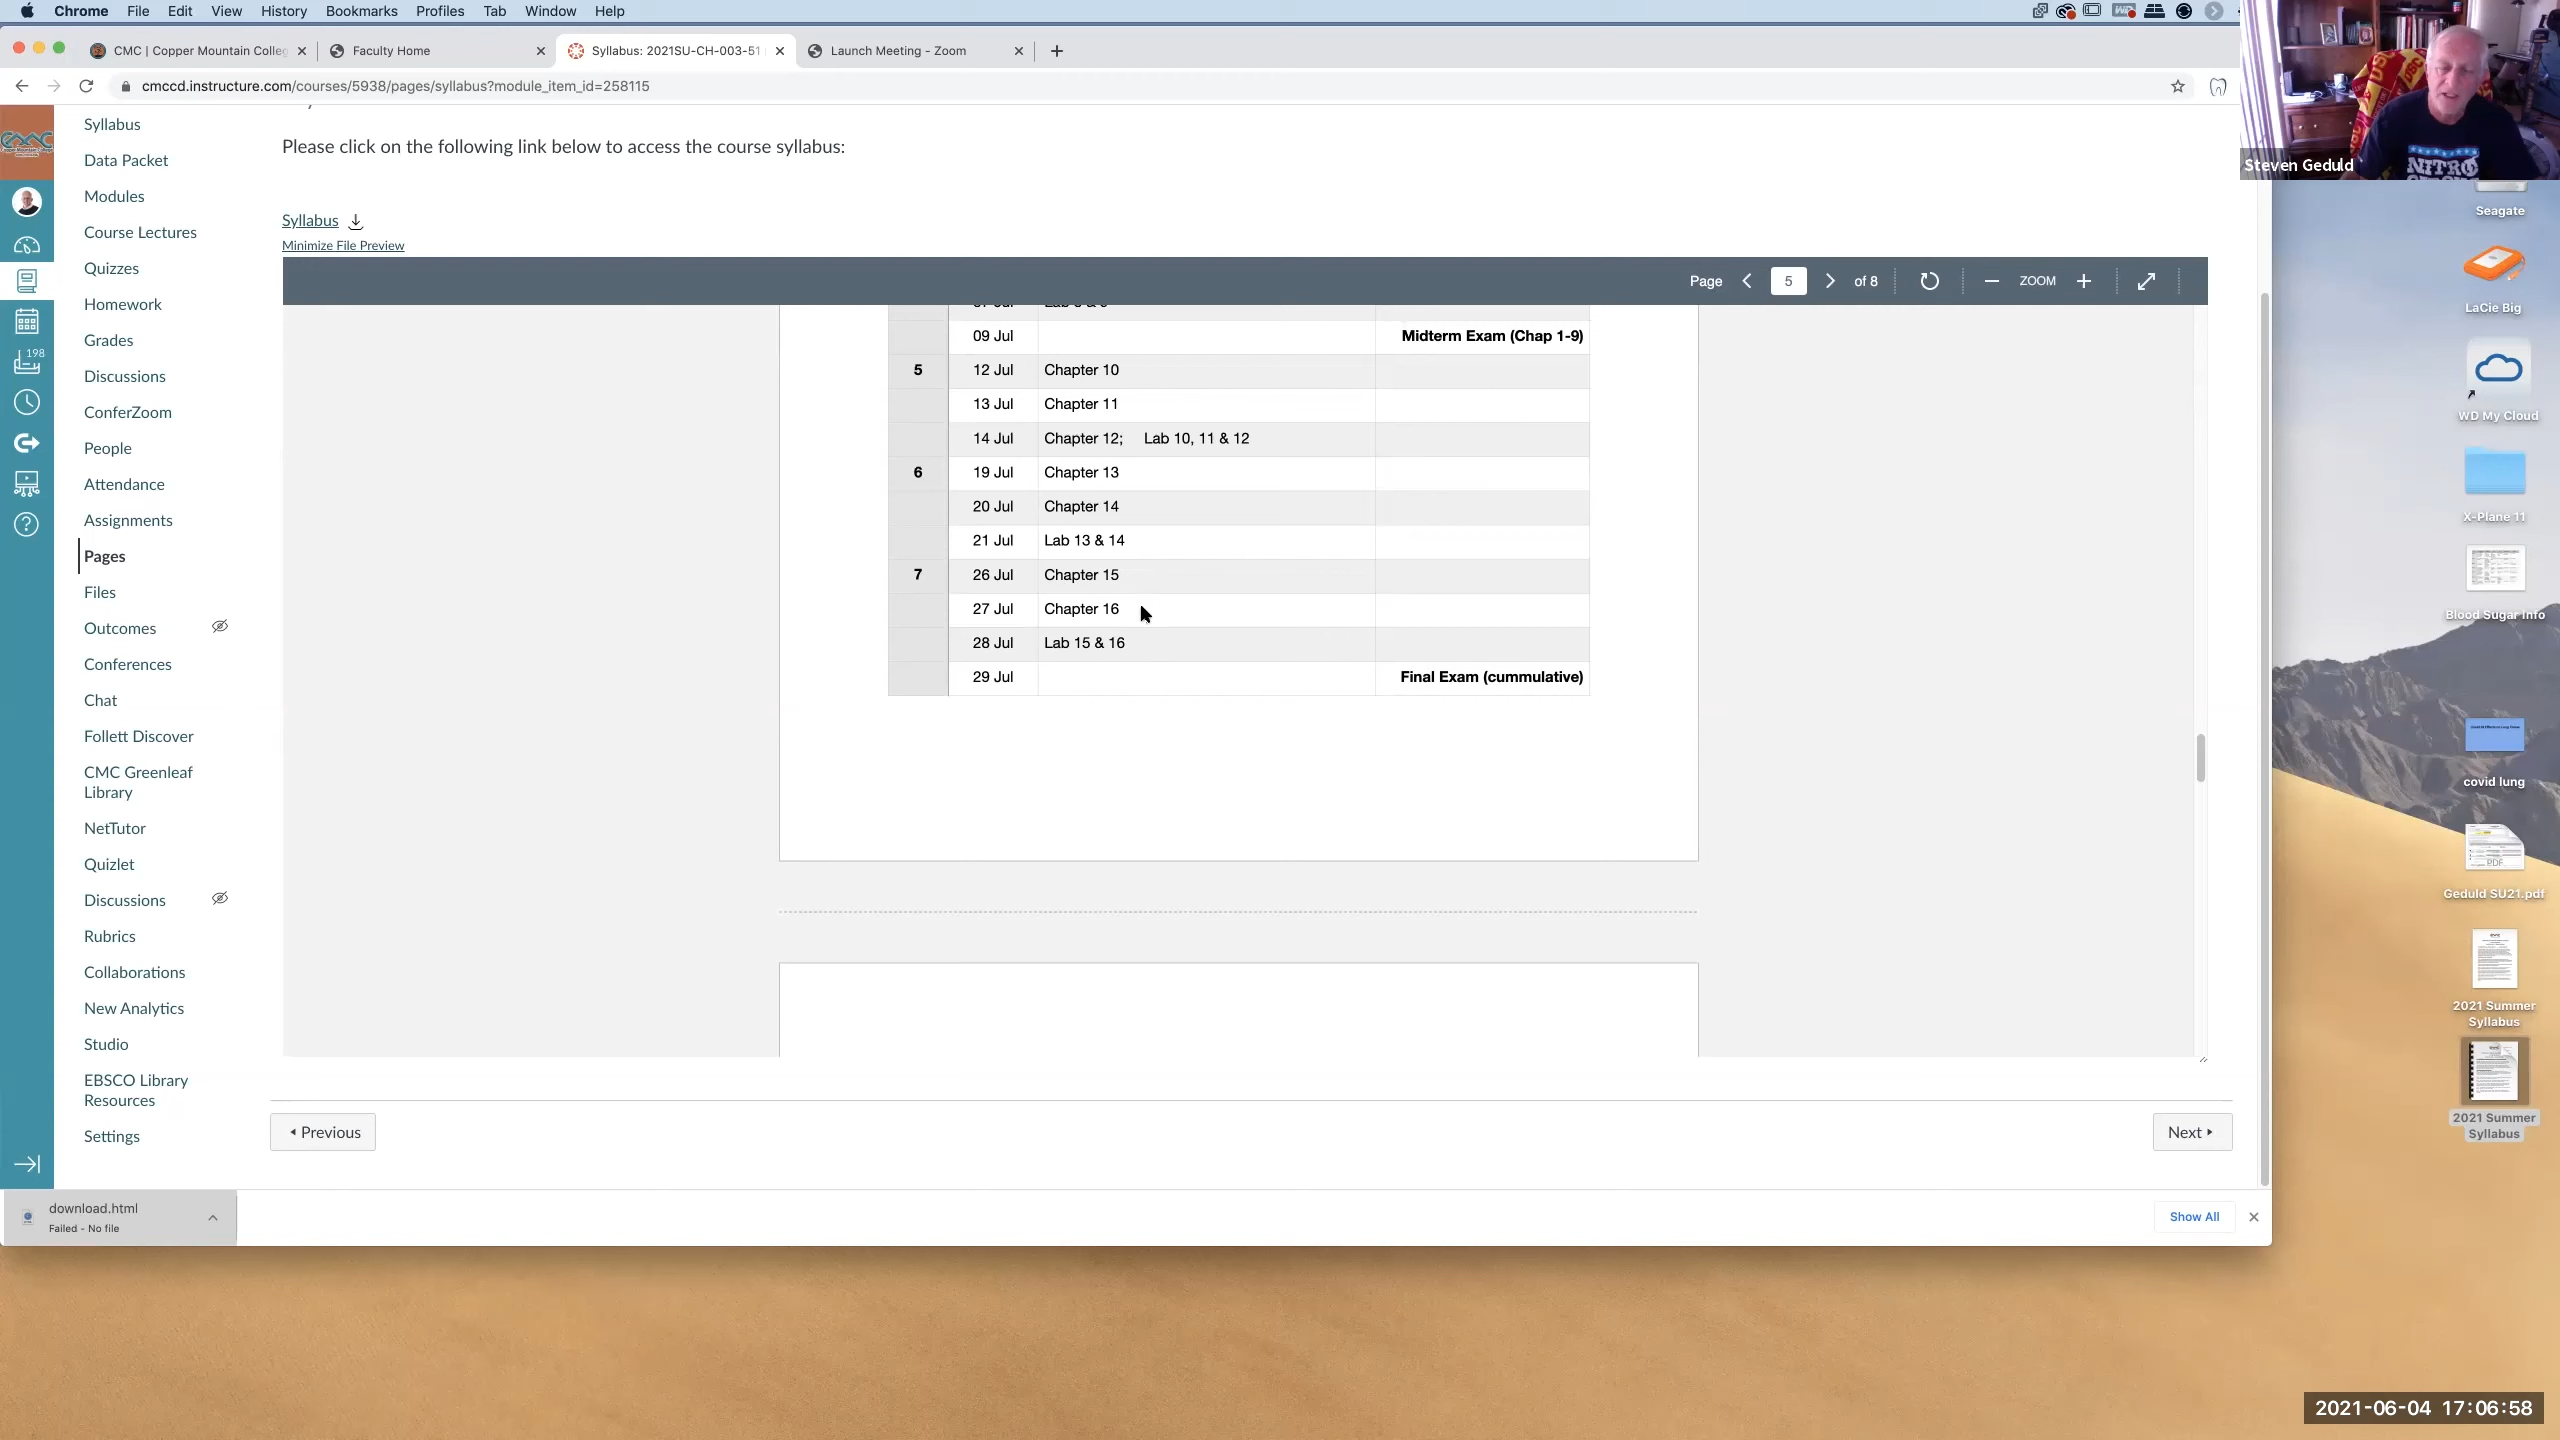 Chrome File Edit View History Bookmarks Profiles Tab Window Help
CMC | Copper Mountain Colleg
Faculty Home
Syllabus: 2021SU-CH-003-51
Launch Meeting - Zoom
cmccd.instructure.com/courses/5938/pages/syllabus?module_item_id=258115
Steven Geduld
NITRO
Syllabus
Data Packet
Modules
Course Lectures
Quizzes
Homework
Grades
Discussions
ConferZoom
People
Attendance
Assignments
Pages
Files
Outcomes
Conferences
Chat
Follett Discover
CMC Greenleaf
Library
NetTutor
Quizlet
Discussions
Rubrics
Collaborations
New Analytics
Studio
EBSCO Library
Resources
Settings
198
Please click on the following link below to access the course syllabus:
Syllabus
Minimize File Preview
Page 5 of 8 ZOOM
09 Jul Midterm Exam (Chap 1-9)
5 12 Jul Chapter 10
13 Jul Chapter 11
14 Jul Chapter 12; Lab 10, 11 & 12
6 19 Jul Chapter 13
20 Jul Chapter 14
21 Jul Lab 13 & 14
7 26 Jul Chapter 15
27 Jul Chapter 16
28 Jul Lab 15 & 16
29 Jul Final Exam (cummulative)
Previous
Next
download.html
Failed - No file
Show All
Seagate
LaCie Big
WD My Cloud
X-Plane 11
Blood Sugar Info
covid lung
PDF
Geduld SU21.pdf
2021 Summer
Syllabus
2021 Summer
Syllabus
2021-06-04 17:06:58